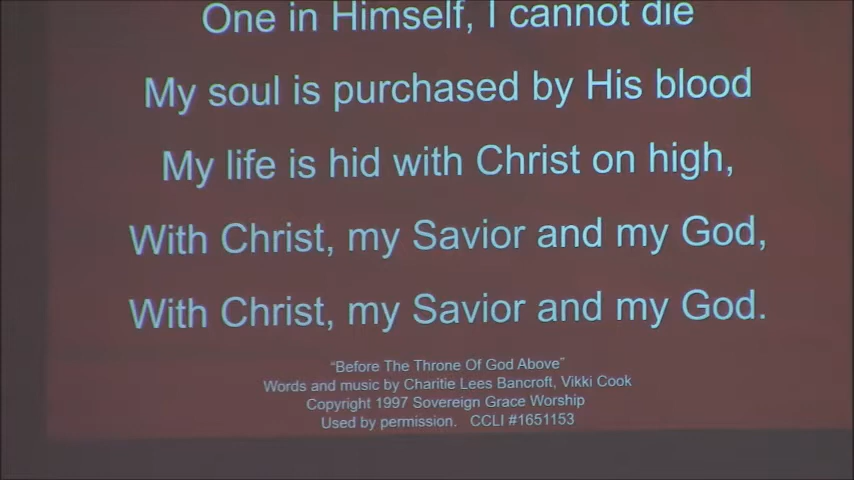 One in Himself, I cannot die
My soul is purchased by His blood
My life is hid with Christ on high,
With Christ, my Savior and my God,
With Christ, my Savior and my God.
“Before The Throne Of God Above”
Words and music by Charitie Lees Bancroft, Vikki Cook
Copyright 1997 Sovereign Grace Worship
Used by permission. CCLI #1651153